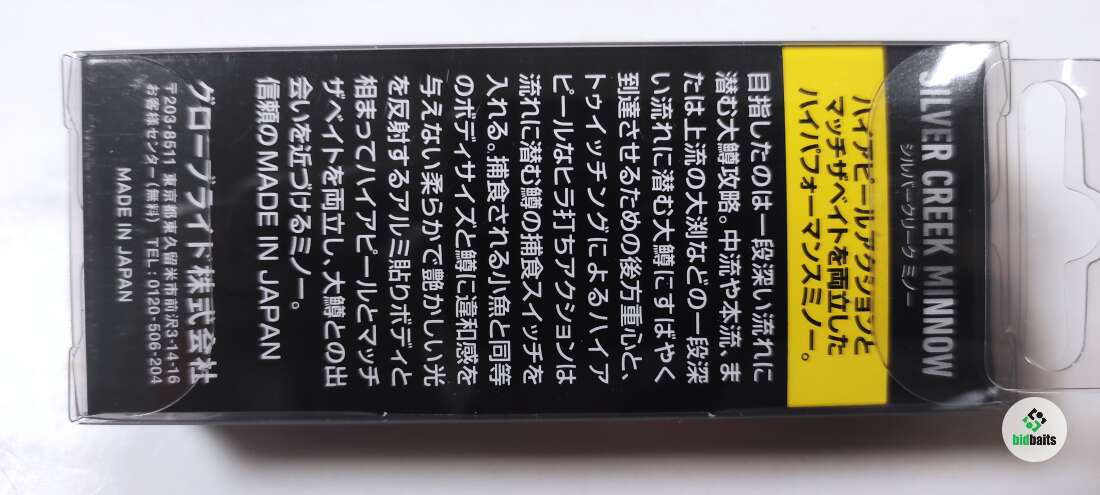 SILVER CREEK MINNOW
シルバークリーク ミノー
ハイアピールアクションと
マッチザベイトを両立した
ハイパフォーマンスミノー。
目指したのは一段深い流れに
潜む大鱒攻略。中流や本流、ま
たは上流の大渕などの一段深
い流れに潜む大鱒にすばやく
到達させるための後方重心と、
トゥイッチングによるハイア
ピールなヒラ打ちアクションは
流れに潜む鱒の捕食スイッチを
入れる。捕食される小魚と同等
のボディサイズと鱒に違和感を
与えない柔らかで艶かしい光
を反射するアルミ貼りボディと
相まってハイアピールとマッチ
ザベイトを両立し、大鱒との出
会いを近づけるミノー。
信頼のMADE IN JAPAN
グローブライド株式会社
〒203-8511 東京都東久留米市前沢3-14-16
お客様センター(無料) TEL:0120-506-204
MADE IN JAPAN
bidbaits